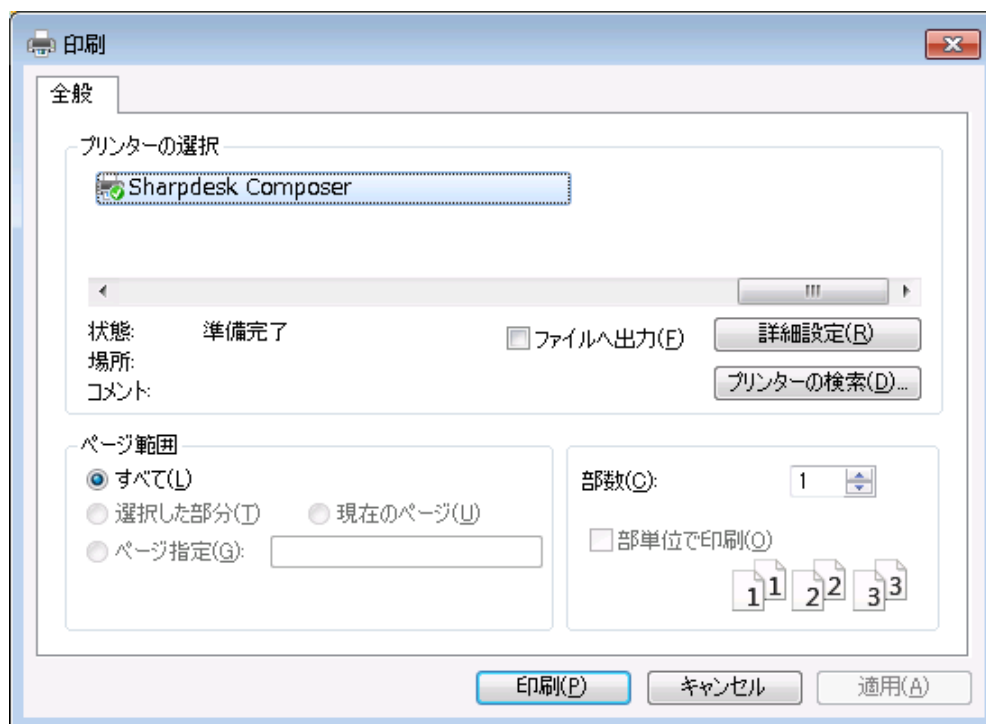 印刷
全般
プリンターの選択
Sharpdesk Composer
状態: 準備完了
ファイルへ出力(F)
詳細設定(R)
場所:
プリンターの検索(D)...
コメント:
ページ範囲
すべて(L)
選択した部分(T) 現在のページ(U)
ページ指定(G):
部数(C): 1
部単位で印刷(O)
1 1 2 2 3 3
印刷(P) キャンセル 適用(A)